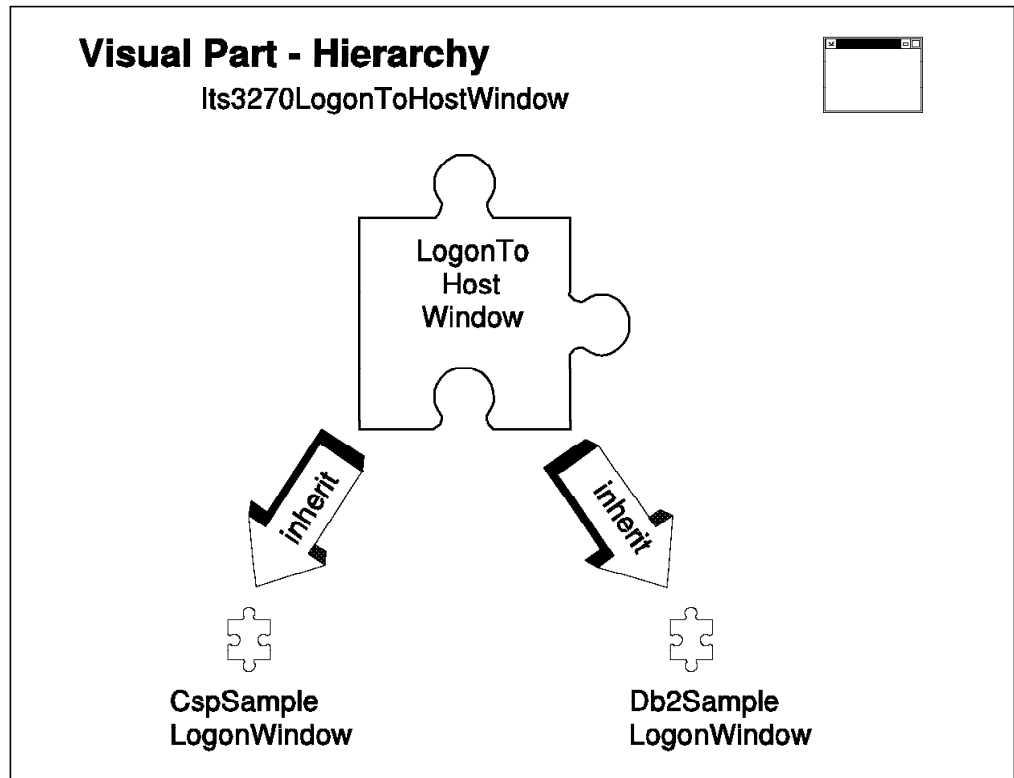 Visual Part - Hierarchy
Its3270LogonToHostWindow
LogonTo
Host
Window
inherit
inherit
CspSample
LogonWindow
Db2Sample
LogonWindow